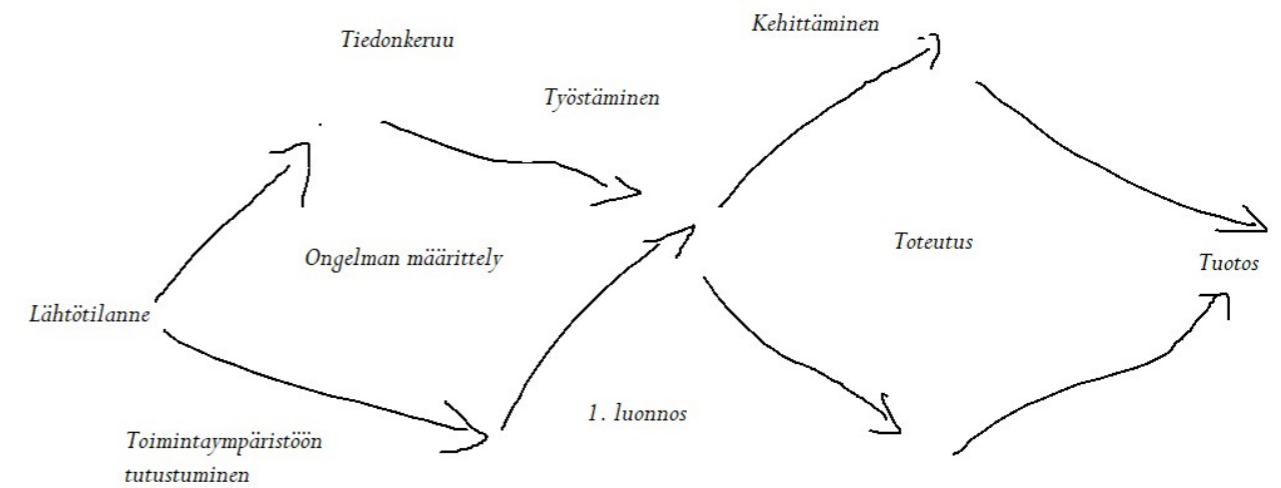 Kehittäminen
Tiedonkeruu
Työstäminen
Toteutus
Ongelman määrittely
Tuotos
Lähtötilanne
1. luonnos
Toimintaympäristöön
tutustuminen